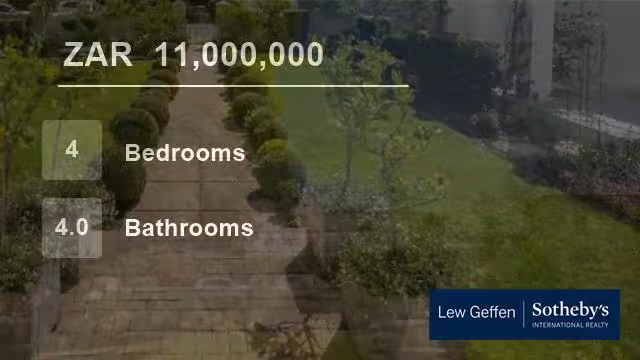 ZAR 11,000,000
4 Bedrooms
4.0 Bathrooms
Lew Geffen Sotheby's
INTERNATIONAL REALTY